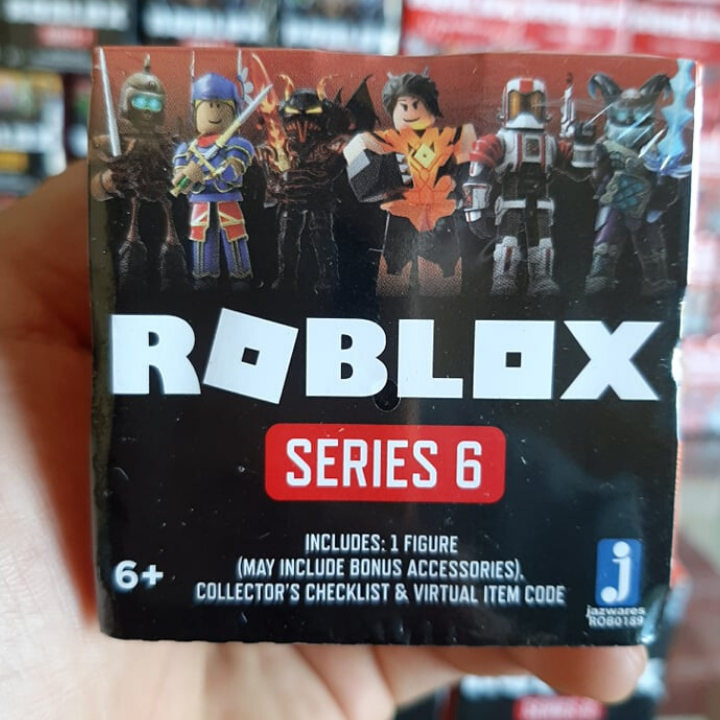 ROBLOX
SERIES 6
INCLUDES: 1 FIGURE
(MAY INCLUDE BONUS ACCESSORIES),
COLLECTOR'S CHECKLIST & VIRTUAL ITEM CODE
6+
j
jazwares
ROB0189